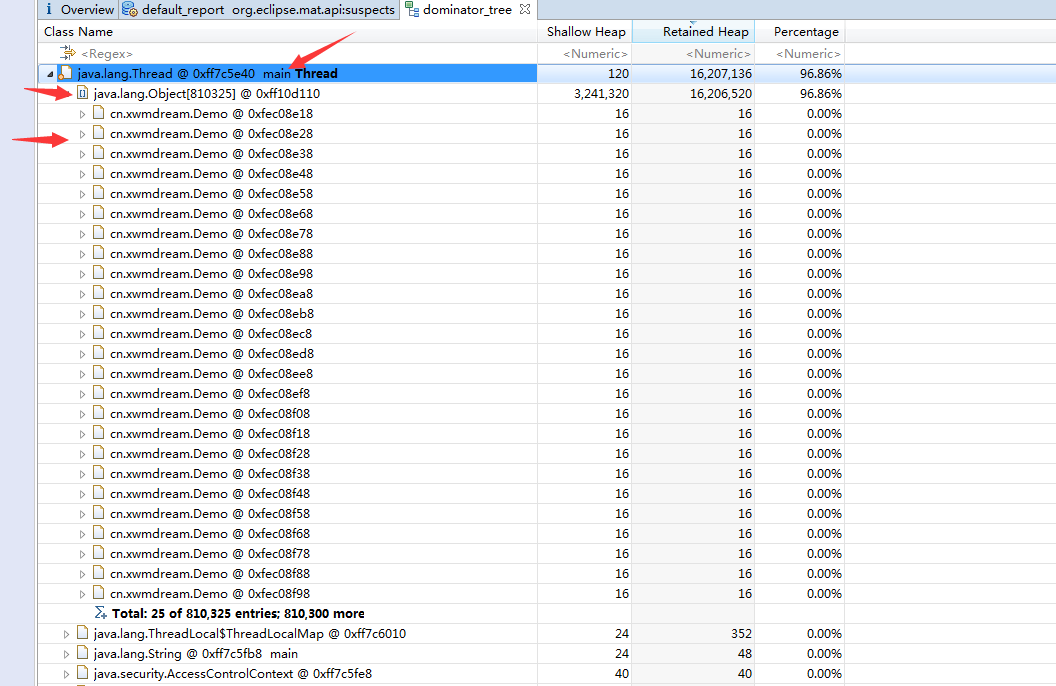 Overview default_report org.eclipse.mat.api:suspects dominator_tree
Class Name Shallow Heap Retained Heap Percentage
<Regex> <Numeric> <Numeric> <Numeric>
java.lang.Thread @ 0xff7c5e40 main Thread 120 16,207,136 96.86%
java.lang.Object[810325] @ 0xff10d110 3,241,320 16,206,520 96.86%
cn.xwmdream.Demo @ 0xfec08e18 16 16 0.00%
cn.xwmdream.Demo @ 0xfec08e28 16 16 0.00%
cn.xwmdream.Demo @ 0xfec08e38 16 16 0.00%
cn.xwmdream.Demo @ 0xfec08e48 16 16 0.00%
cn.xwmdream.Demo @ 0xfec08e58 16 16 0.00%
cn.xwmdream.Demo @ 0xfec08e68 16 16 0.00%
cn.xwmdream.Demo @ 0xfec08e78 16 16 0.00%
cn.xwmdream.Demo @ 0xfec08e88 16 16 0.00%
cn.xwmdream.Demo @ 0xfec08e98 16 16 0.00%
cn.xwmdream.Demo @ 0xfec08ea8 16 16 0.00%
cn.xwmdream.Demo @ 0xfec08eb8 16 16 0.00%
cn.xwmdream.Demo @ 0xfec08ec8 16 16 0.00%
cn.xwmdream.Demo @ 0xfec08ed8 16 16 0.00%
cn.xwmdream.Demo @ 0xfec08ee8 16 16 0.00%
cn.xwmdream.Demo @ 0xfec08ef8 16 16 0.00%
cn.xwmdream.Demo @ 0xfec08f08 16 16 0.00%
cn.xwmdream.Demo @ 0xfec08f18 16 16 0.00%
cn.xwmdream.Demo @ 0xfec08f28 16 16 0.00%
cn.xwmdream.Demo @ 0xfec08f38 16 16 0.00%
cn.xwmdream.Demo @ 0xfec08f48 16 16 0.00%
cn.xwmdream.Demo @ 0xfec08f58 16 16 0.00%
cn.xwmdream.Demo @ 0xfec08f68 16 16 0.00%
cn.xwmdream.Demo @ 0xfec08f78 16 16 0.00%
cn.xwmdream.Demo @ 0xfec08f88 16 16 0.00%
cn.xwmdream.Demo @ 0xfec08f98 16 16 0.00%
Total: 25 of 810,325 entries; 810,300 more
java.lang.ThreadLocal$ThreadLocalMap @ 0xff7c6010 24 352 0.00%
java.lang.String @ 0xff7c5fb8 main 24 48 0.00%
java.security.AccessControlContext @ 0xff7c5fe8 40 40 0.00%